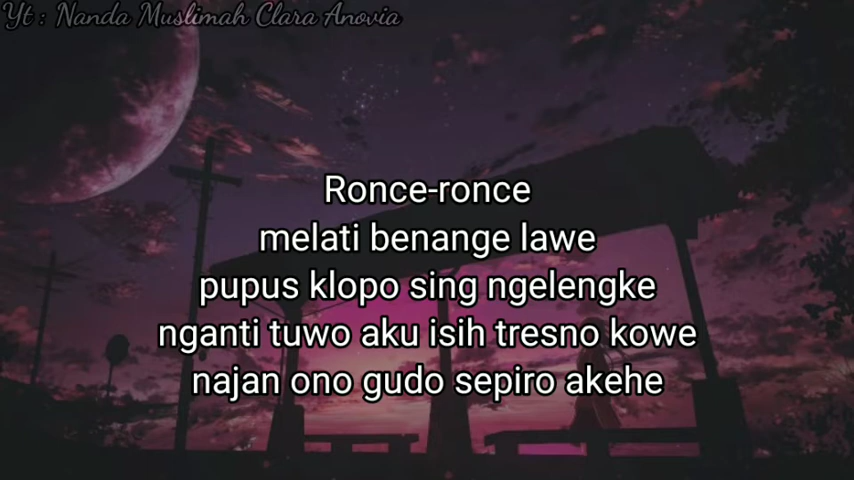 Yt : Nanda Muslimah Clara Anovia
Ronce-ronce
melati benange lawe
pupus klopo sing ngelengke
nganti tuwo aku isih tresno kowe
najan ono gudo sepiro akehe